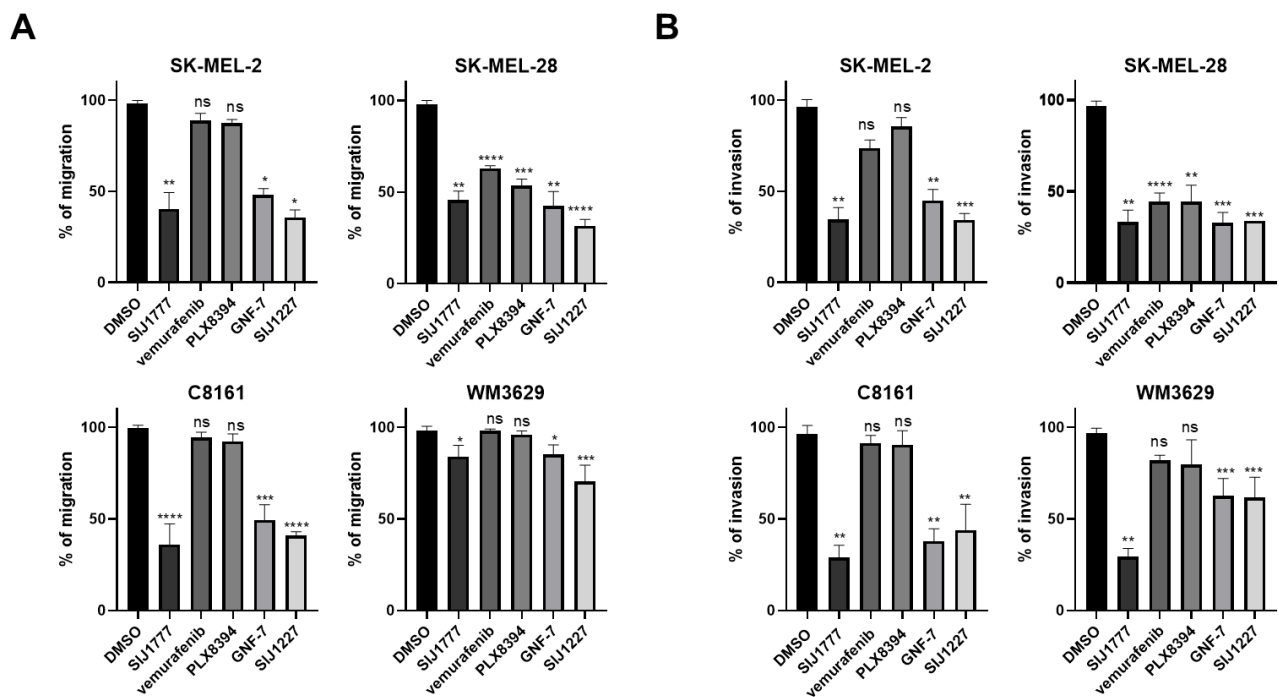 A
SK-MEL-2
% of migration
100
50
0
**
ns
ns
*
*
DMSO
SIJ1777
vemurafenib
PLX8394
GNF-7
SIJ1227
SK-MEL-28
% of migration
100
50
0
**
****
***
**
****
DMSO
SIJ1777
vemurafenib
PLX8394
GNF-7
SIJ1227
C8161
% of migration
100
50
0
****
ns
ns
***
****
DMSO
SIJ1777
vemurafenib
PLX8394
GNF-7
SIJ1227
WM3629
% of migration
100
50
0
*
ns
ns
*
***
DMSO
SIJ1777
vemurafenib
PLX8394
GNF-7
SIJ1227
B
SK-MEL-2
% of invasion
100
50
0
**
ns
ns
**
***
DMSO
SIJ1777
vemurafenib
PLX8394
GNF-7
SIJ1227
SK-MEL-28
% of invasion
100
50
0
**
****
**
***
***
DMSO
SIJ1777
vemurafenib
PLX8394
GNF-7
SIJ1227
C8161
% of invasion
100
50
0
**
ns
ns
**
**
DMSO
SIJ1777
vemurafenib
PLX8394
GNF-7
SIJ1227
WM3629
% of invasion
100
50
0
**
ns
ns
***
***
DMSO
SIJ1777
vemurafenib
PLX8394
GNF-7
SIJ1227